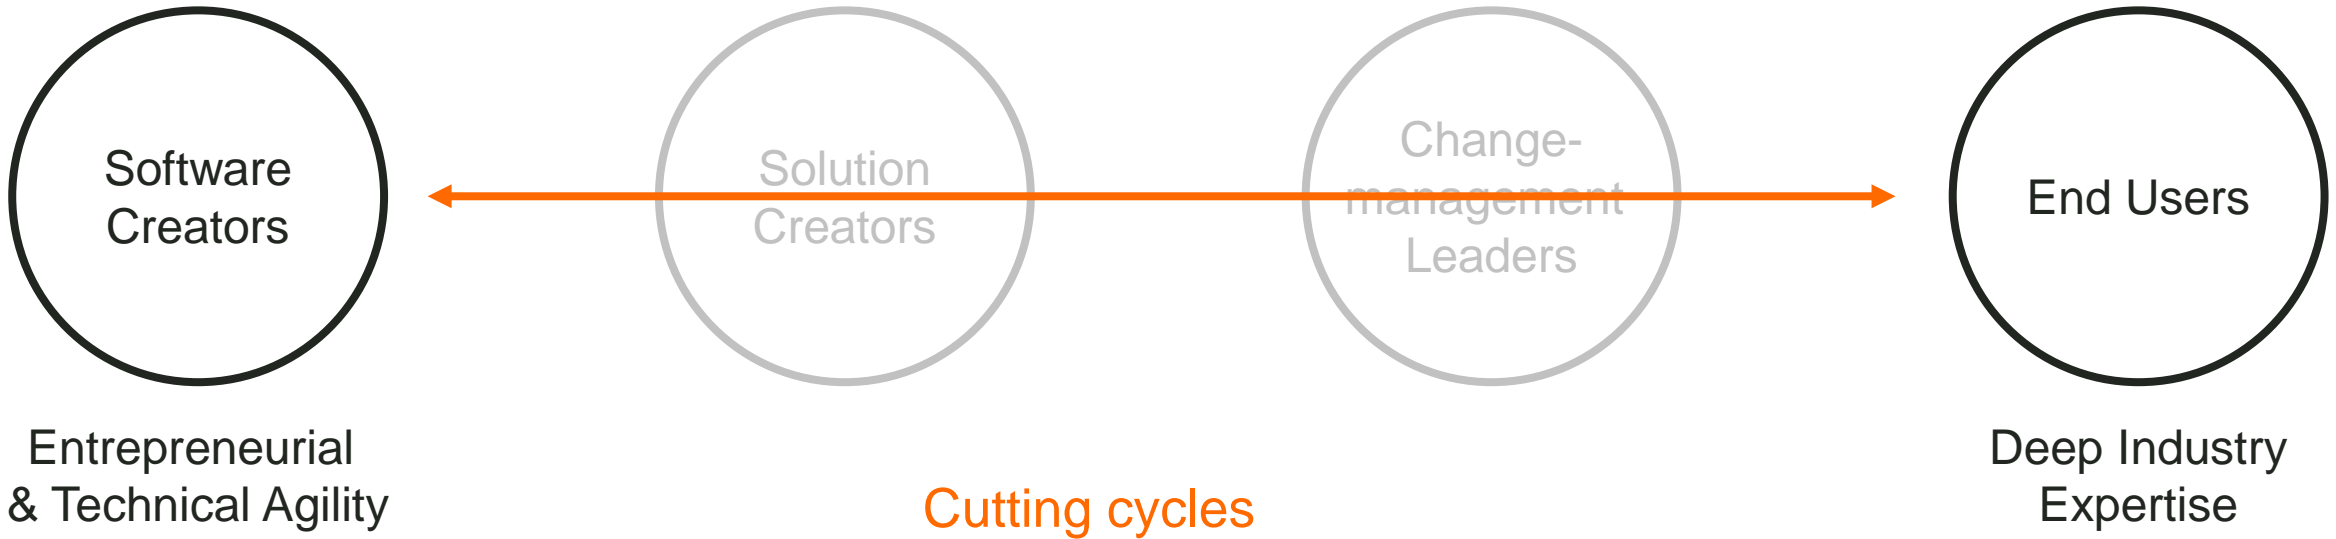 Software
Creators
Solution
Creators
Change-
management
Leaders
End Users
Entrepreneurial
& Technical Agility
Cutting cycles
Deep Industry
Expertise